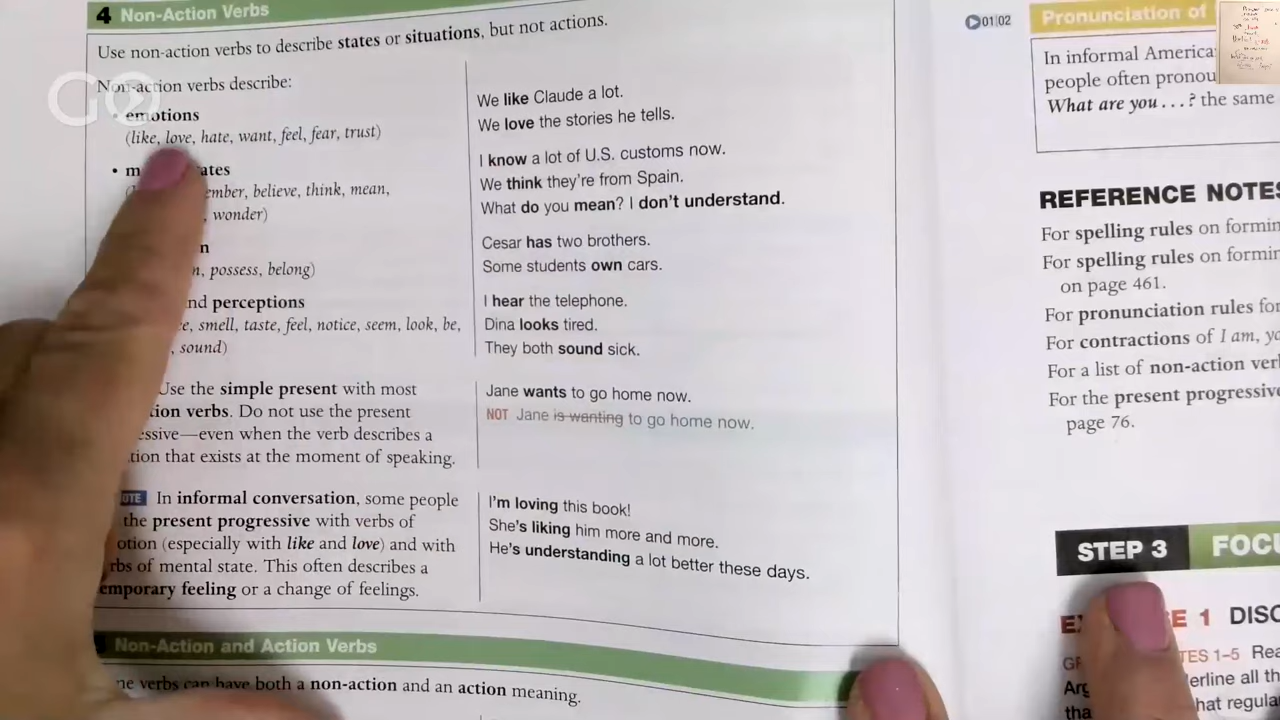 4 Non-Action Verbs
Use non-action verbs to describe states or situations, but not actions.
Non-action verbs describe:
• emotions
(like, love, hate, want, feel, fear, trust)
• m ates
ember, believe, think, mean,
, wonder)
n
n, possess, belong)
nd perceptions
e, smell, taste, feel, notice, seem, look, be,
, sound)
Use the simple present with most
tion verbs. Do not use the present
essive—even when the verb describes a
tion that exists at the moment of speaking.
OTE In informal conversation, some people
the present progressive with verbs of
otion (especially with like and love) and with
rbs of mental state. This often describes a
emporary feeling or a change of feelings.
We like Claude a lot.
We love the stories he tells.
I know a lot of U.S. customs now.
We think they're from Spain.
What do you mean? I don't understand.
Cesar has two brothers.
Some students own cars.
I hear the telephone.
Dina looks tired.
They both sound sick.
Jane wants to go home now.
NOT Jane is wanting to go home now.
I'm loving this book!
She's liking him more and more.
He's understanding a lot better these days.
Non-Action and Action Verbs
ne verbs can have both a non-action and an action meaning.
01|02
Pronunciation of
In informal America
people often pronou
What are you . . . ? the same
REFERENCE NOTES
For spelling rules on formin
For spelling rules on formin
on page 461.
For pronunciation rules for
For contractions of I am, yo
For a list of non-action ver
For the present progressive
page 76.
STEP 3 FOCU
E E 1 DISC
GR TES 1–5 Rea
Arg erline all th
tha hat regular
GO2